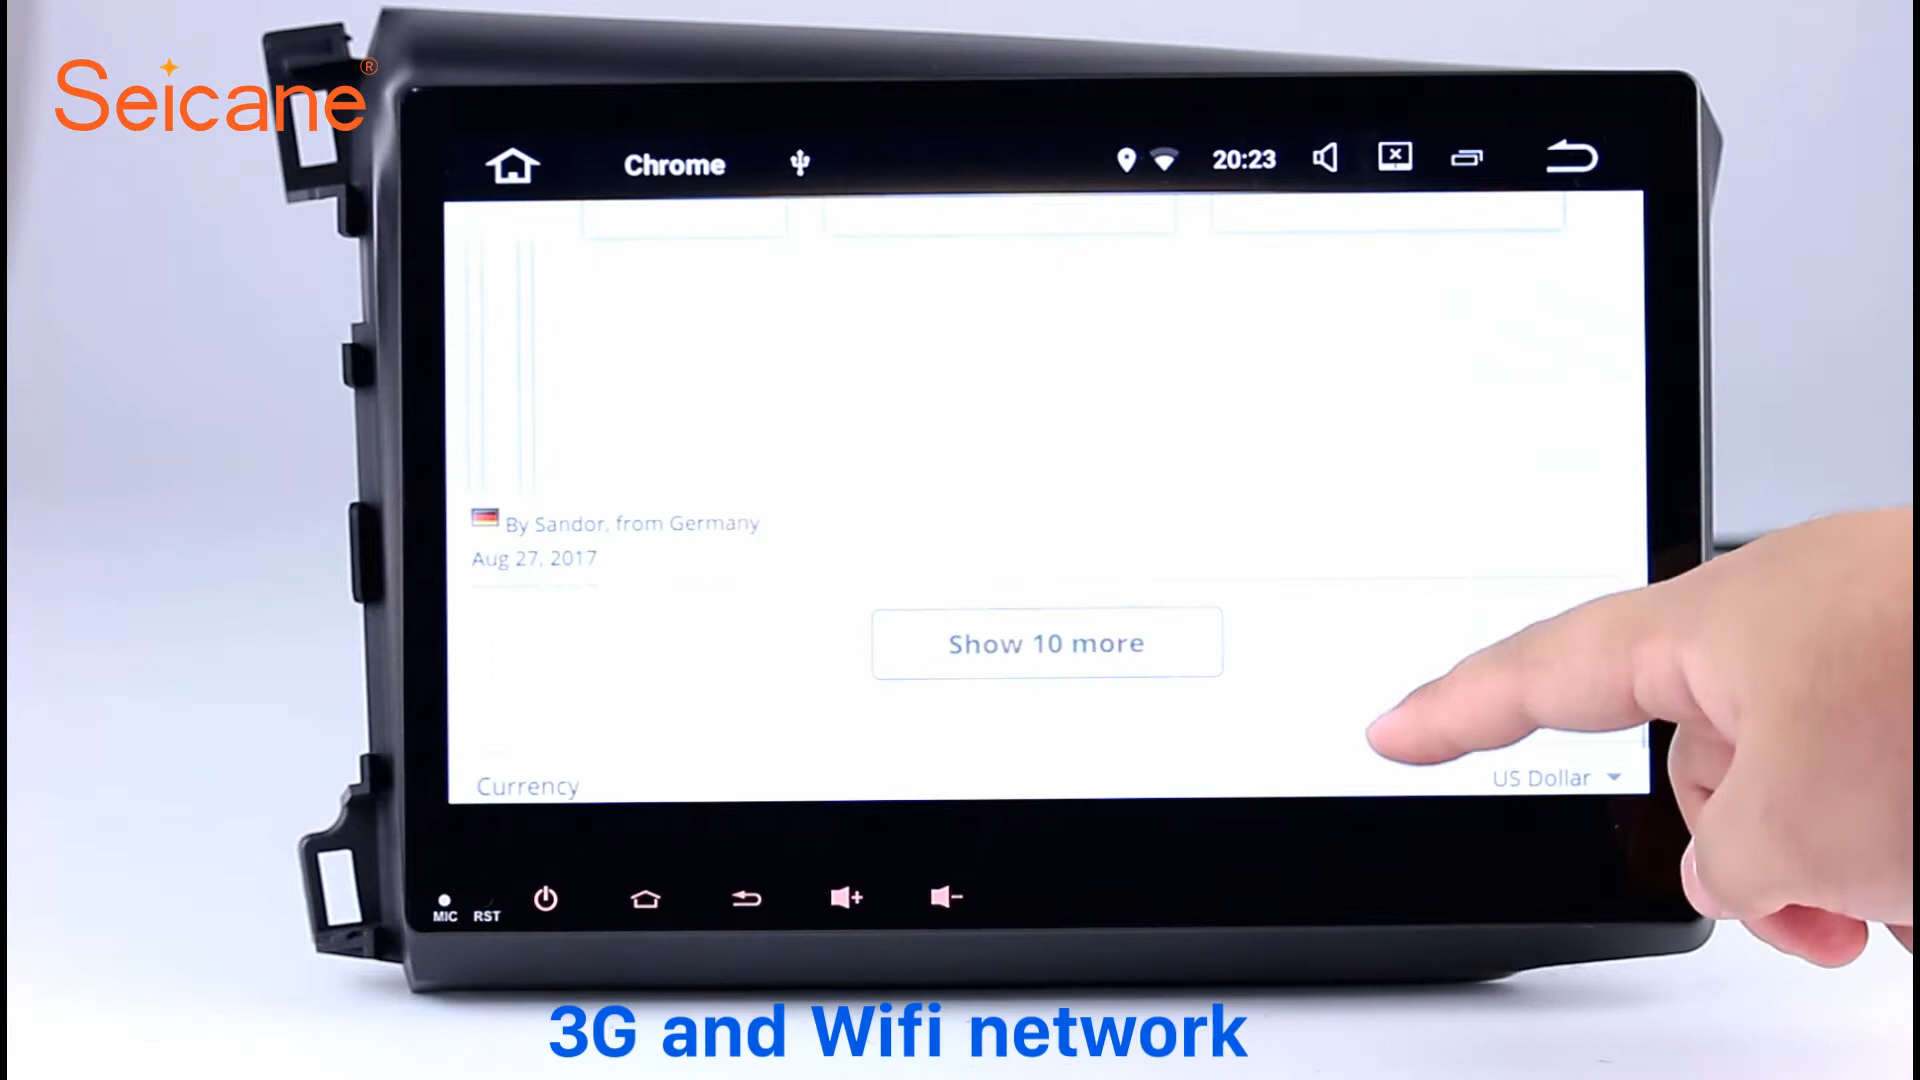 Seicane®
Chrome
20:23
By Sandor, from Germany
Aug 27, 2017
Show 10 more
Currency
US Dollar
MIC RST
3G and Wifi network